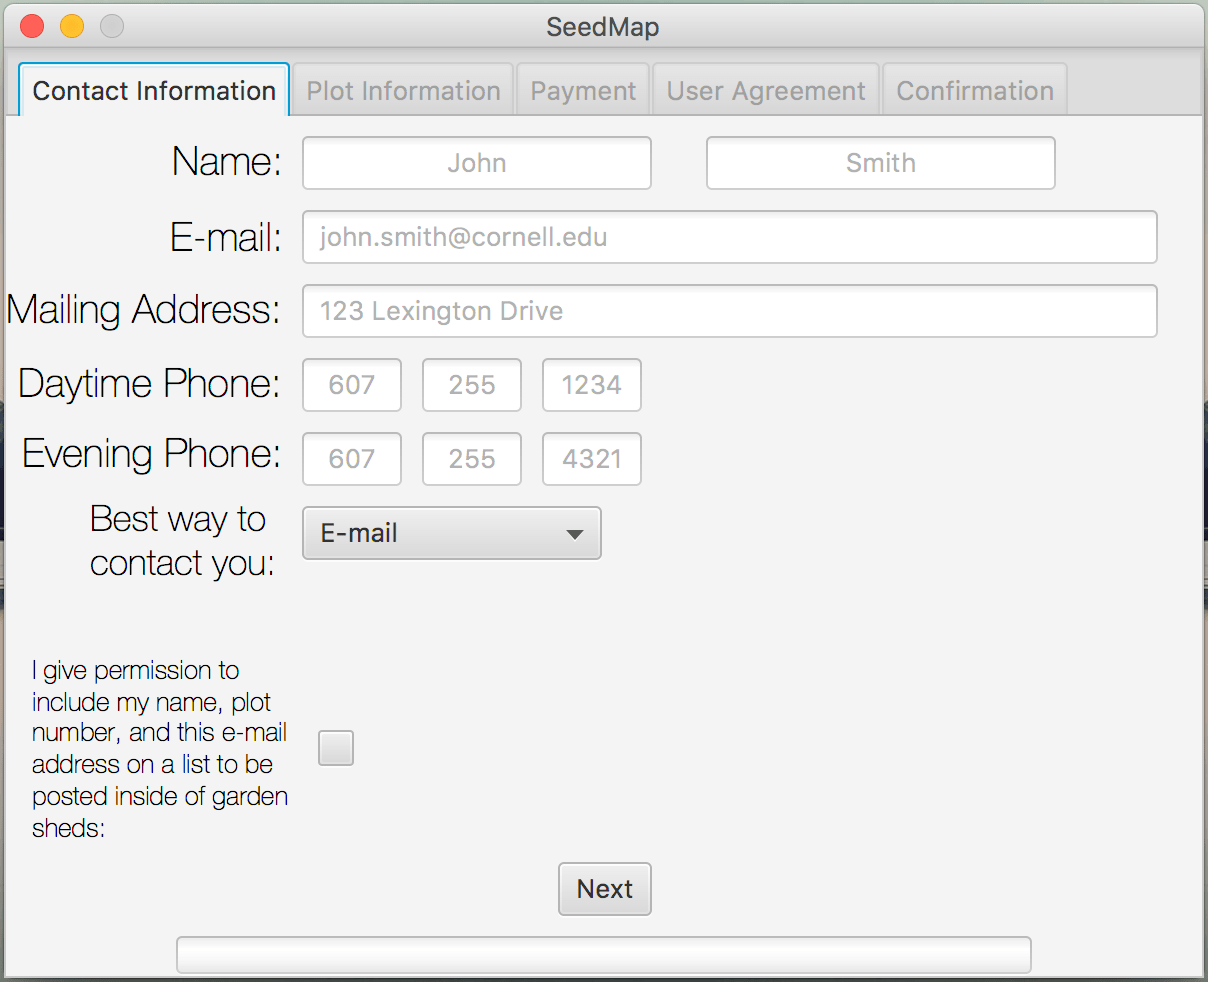 SeedMap
Contact Information Plot Information Payment User Agreement Confirmation
Name: John Smith
E-mail: john.smith@cornell.edu
Mailing Address: 123 Lexington Drive
Daytime Phone: 607 255 1234
Evening Phone: 607 255 4321
Best way to
contact you:
E-mail
I give permission to
include my name, plot
number, and this e-mail
address on a list to be
posted inside of garden
sheds:
Next